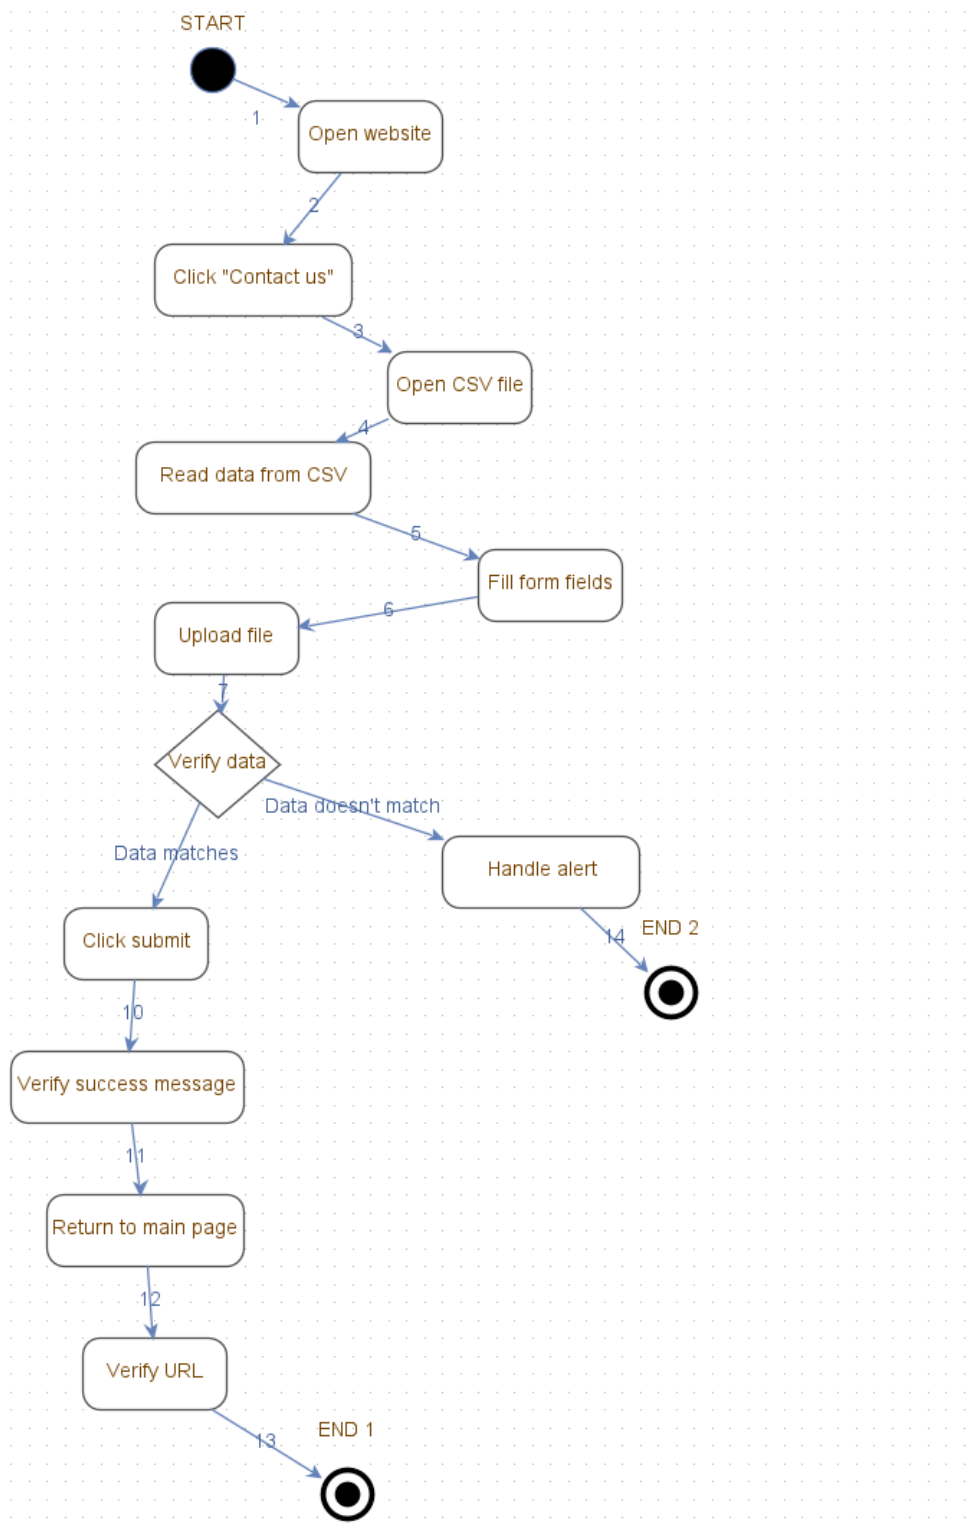 START
1
Open website
2
Click "Contact us"
3
Open CSV file
4
Read data from CSV
5
Fill form fields
6
Upload file
7
Verify data
Data doesn't match
Data matches
Handle alert
END 2
14
Click submit
10
Verify success message
11
Return to main page
12
Verify URL
END 1
13